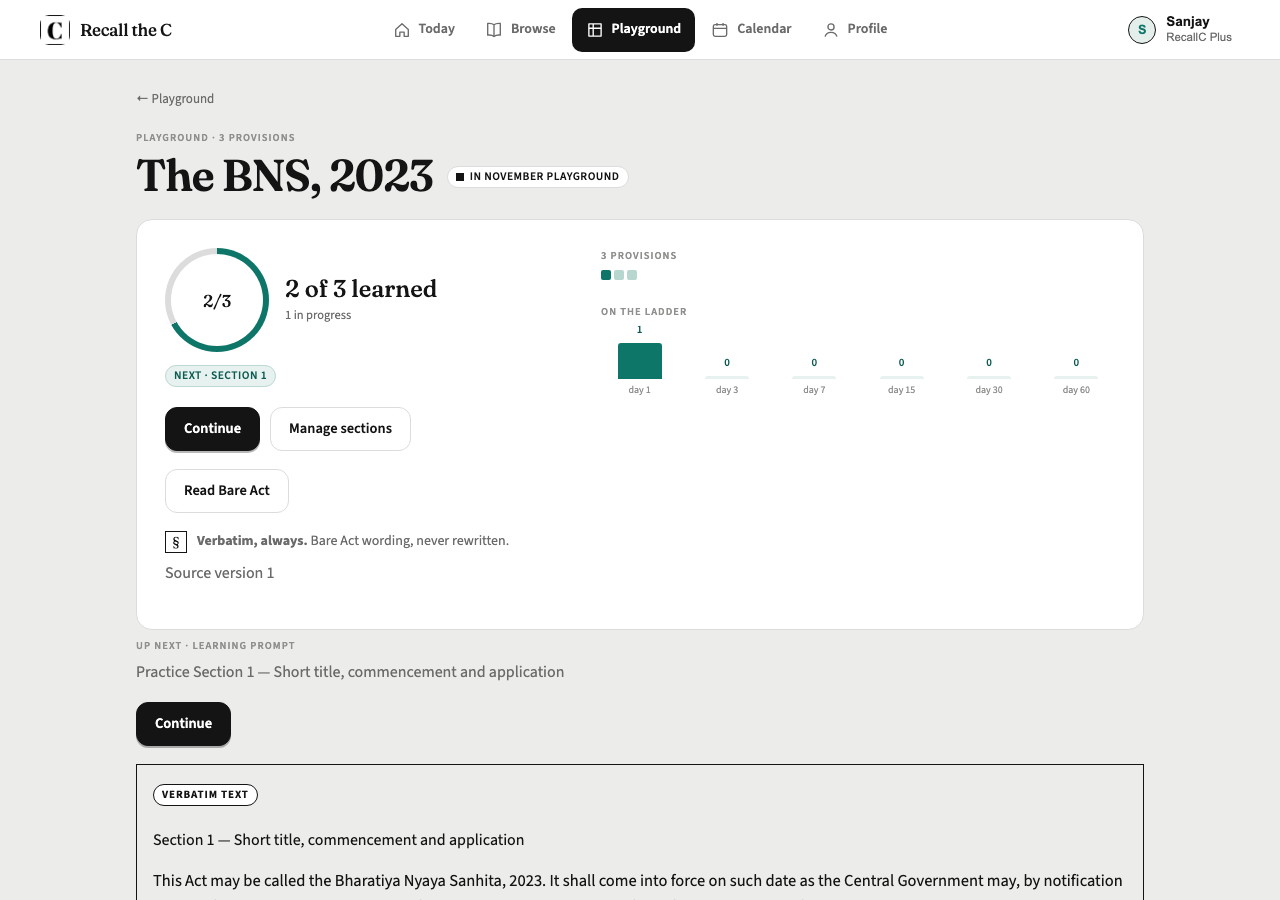 C Recall the C
Today
Browse
Playground
Calendar
Profile
S
Sanjay
RecallC Plus
← Playground
PLAYGROUND · 3 PROVISIONS
The BNS, 2023
IN NOVEMBER PLAYGROUND
2/3
2 of 3 learned
1 in progress
NEXT · SECTION 1
Continue
Manage sections
Read Bare Act
§ Verbatim, always. Bare Act wording, never rewritten.
Source version 1
3 PROVISIONS
ON THE LADDER
1 0 0 0 0 0
day 1 day 3 day 7 day 15 day 30 day 60
UP NEXT · LEARNING PROMPT
Practice Section 1 — Short title, commencement and application
Continue
VERBATIM TEXT
Section 1 — Short title, commencement and application
This Act may be called the Bharatiya Nyaya Sanhita, 2023. It shall come into force on such date as the Central Government may, by notification